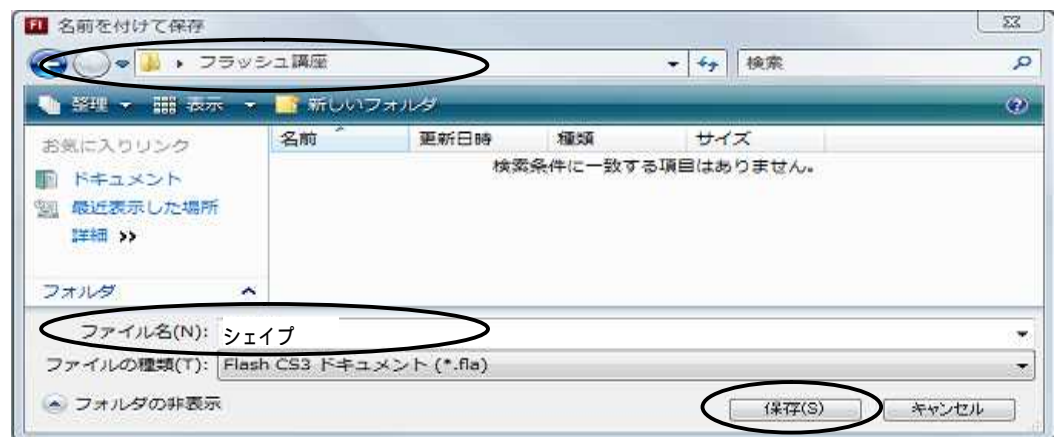 名前を付けて保存
フラッシュ講座
検索
整理 表示 新しいフォルダ
お気に入りリンク
ドキュメント
最近表示した場所
詳細 >>
フォルダ
名前 更新日時 種類 サイズ
検索条件に一致する項目はありません。
ファイル名(N): シェイプ
ファイルの種類(T): Flash CS3 ドキュメント (*.fla)
フォルダの非表示
保存(S) キャンセル